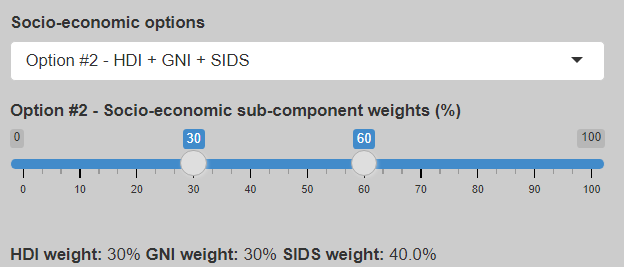 Socio-economic options
Option #2 - HDI + GNI + SIDS
Option #2 - Socio-economic sub-component weights (%)
0 30 60 100
0 10 20 30 40 50 60 70 80 90 100
HDI weight: 30% GNI weight: 30% SIDS weight: 40.0%